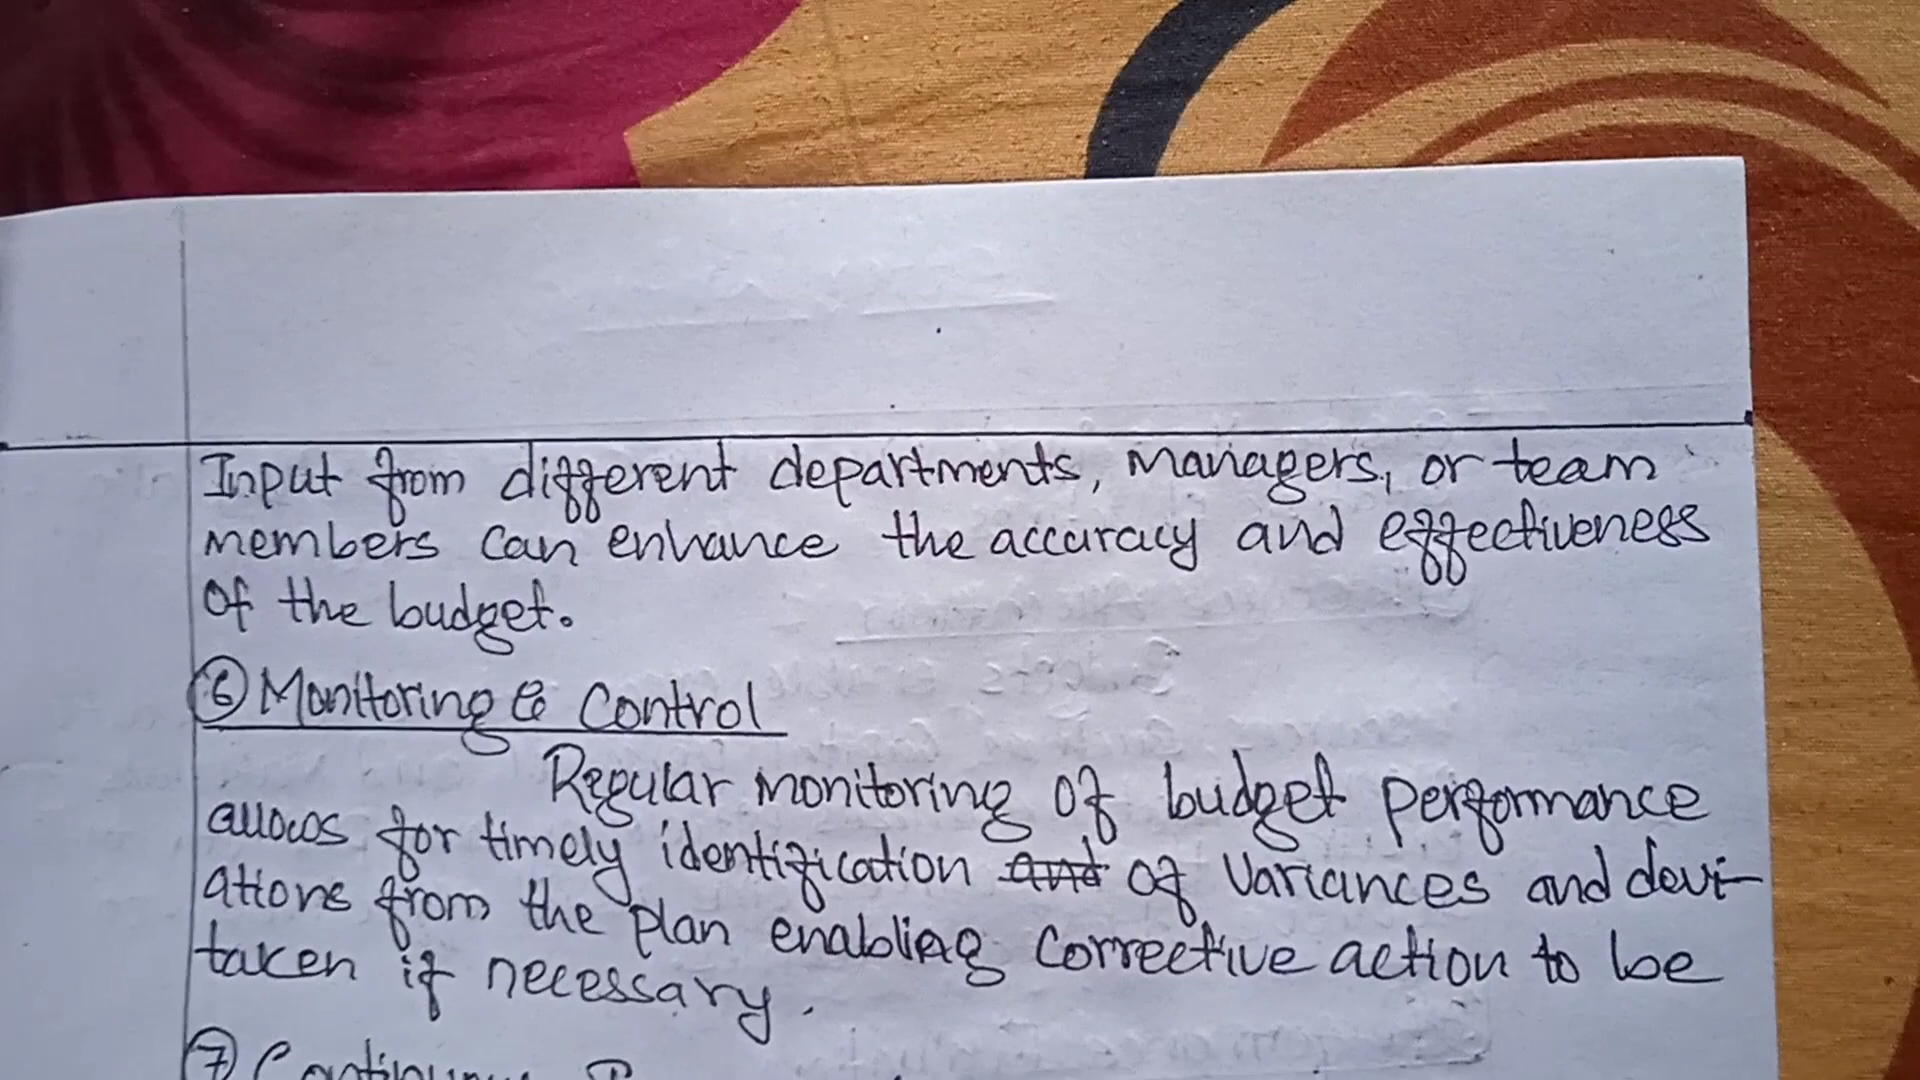 Input from different departments, managers, or team
members can enhance the accuracy and effectiveness
Of the budget.
⑥ Monitoring & Control
Regular monitoring of budget performance
allows for timely identification and of Variances and devi-
ations from the plan enabling corrective action to be
taken if necessary.
⑦